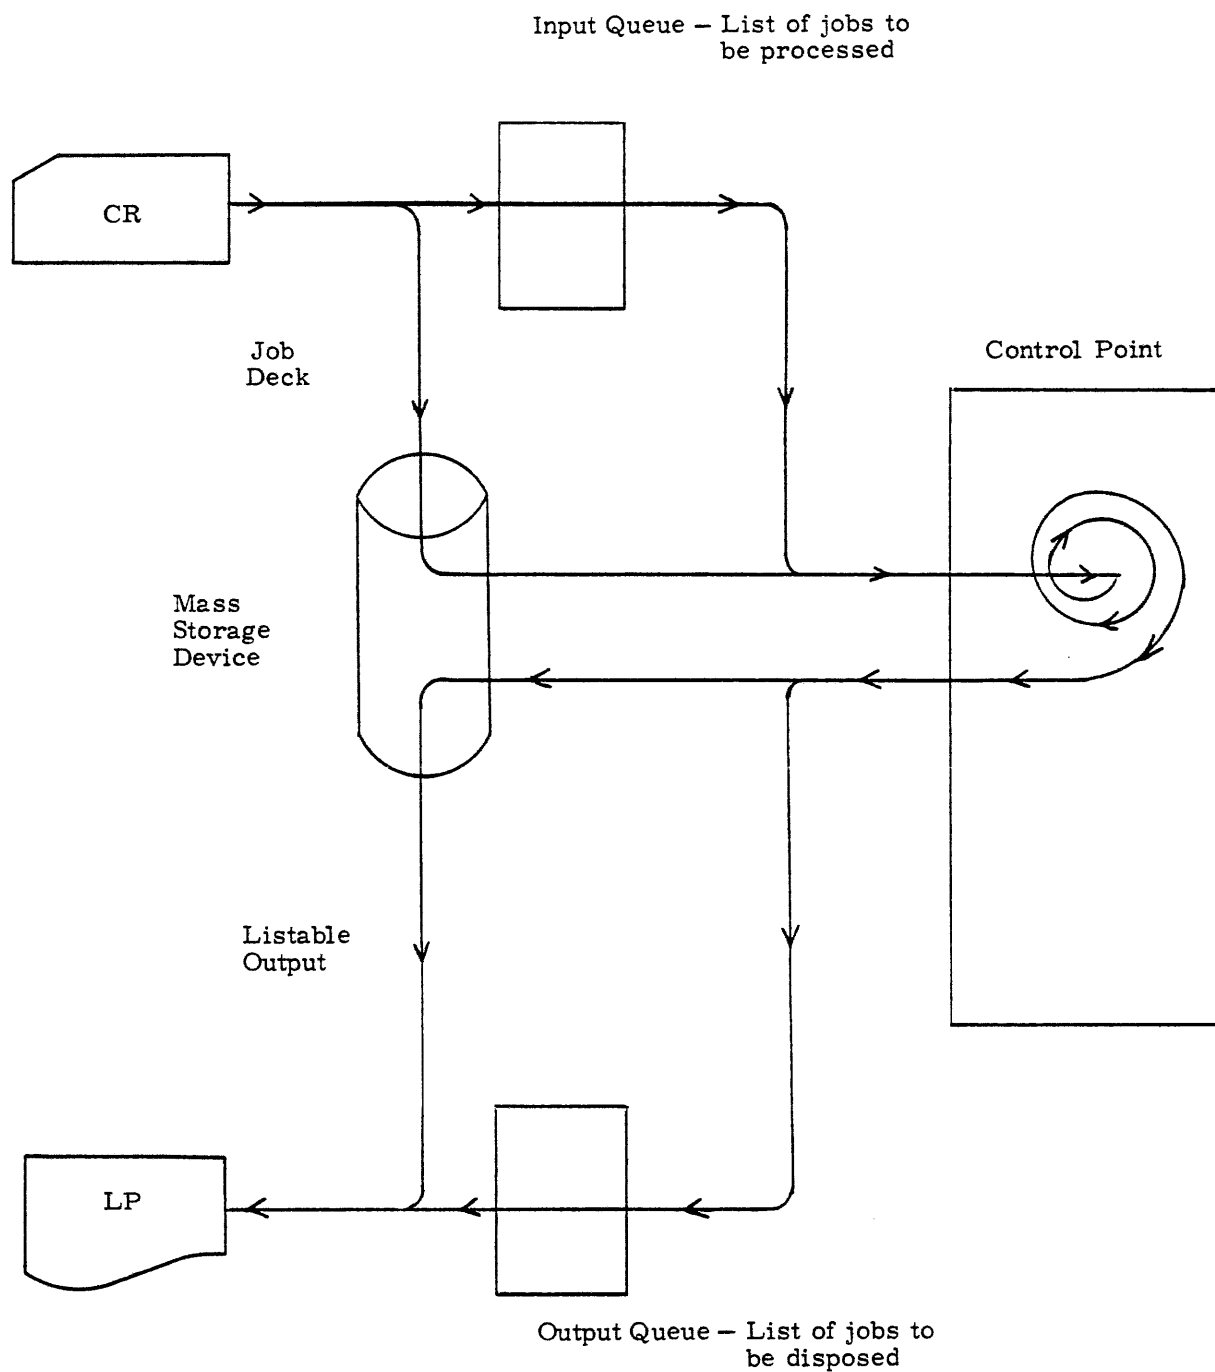 Input Queue — List of jobs to
be processed
CR
Job
Deck
Control Point
Mass
Storage
Device
Listable
Output
LP
Output Queue — List of jobs to
be disposed